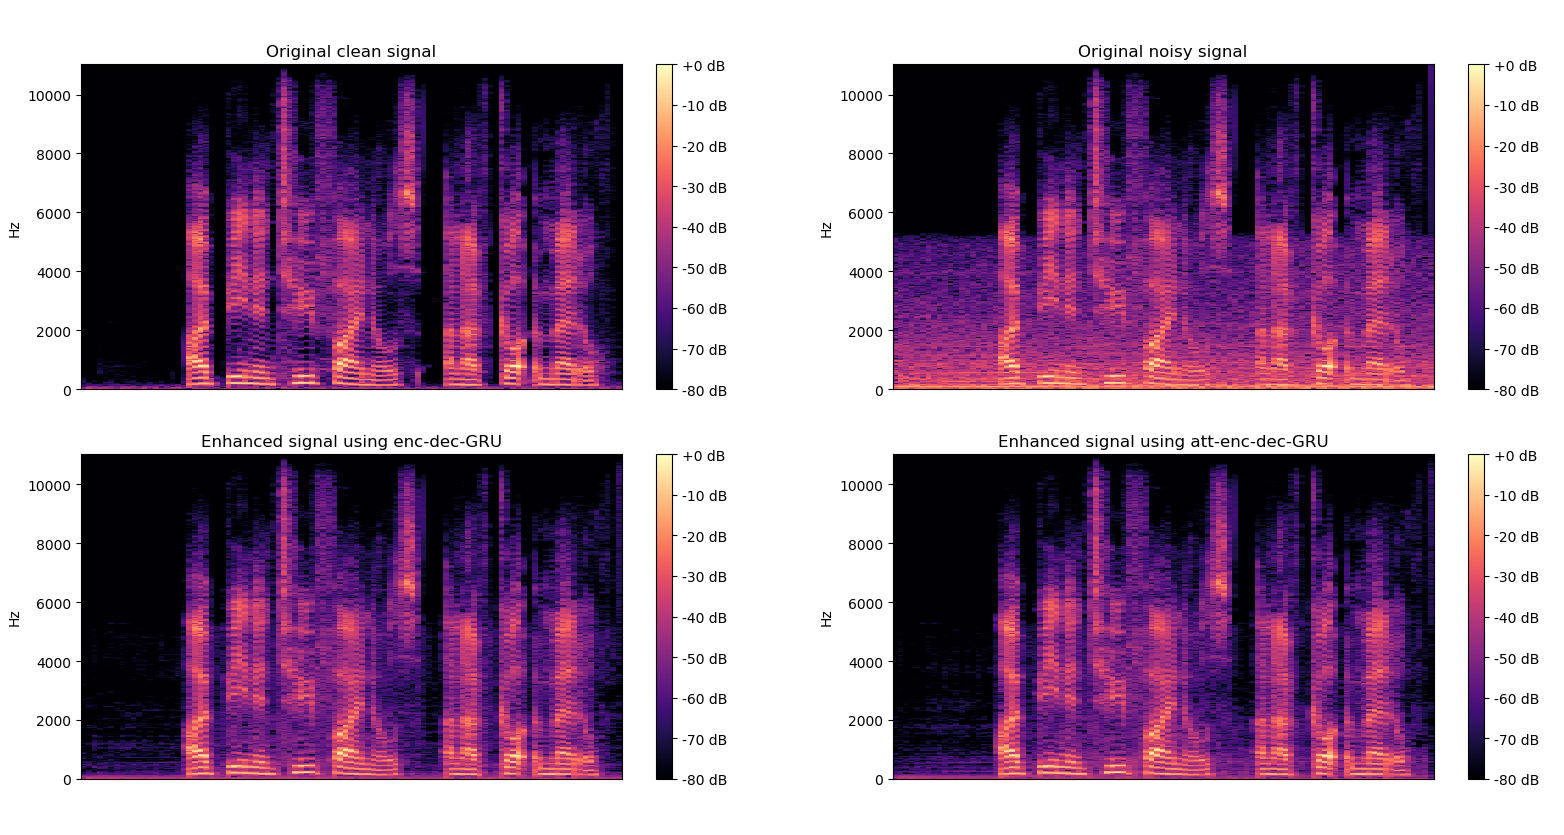 Original clean signal
10000
8000
6000
4000
2000
0
Hz
+0 dB
-10 dB
-20 dB
-30 dB
-40 dB
-50 dB
-60 dB
-70 dB
-80 dB
Original noisy signal
10000
8000
6000
4000
2000
0
Hz
+0 dB
-10 dB
-20 dB
-30 dB
-40 dB
-50 dB
-60 dB
-70 dB
-80 dB
Enhanced signal using enc-dec-GRU
10000
8000
6000
4000
2000
0
Hz
+0 dB
-10 dB
-20 dB
-30 dB
-40 dB
-50 dB
-60 dB
-70 dB
-80 dB
Enhanced signal using att-enc-dec-GRU
10000
8000
6000
4000
2000
0
Hz
+0 dB
-10 dB
-20 dB
-30 dB
-40 dB
-50 dB
-60 dB
-70 dB
-80 dB